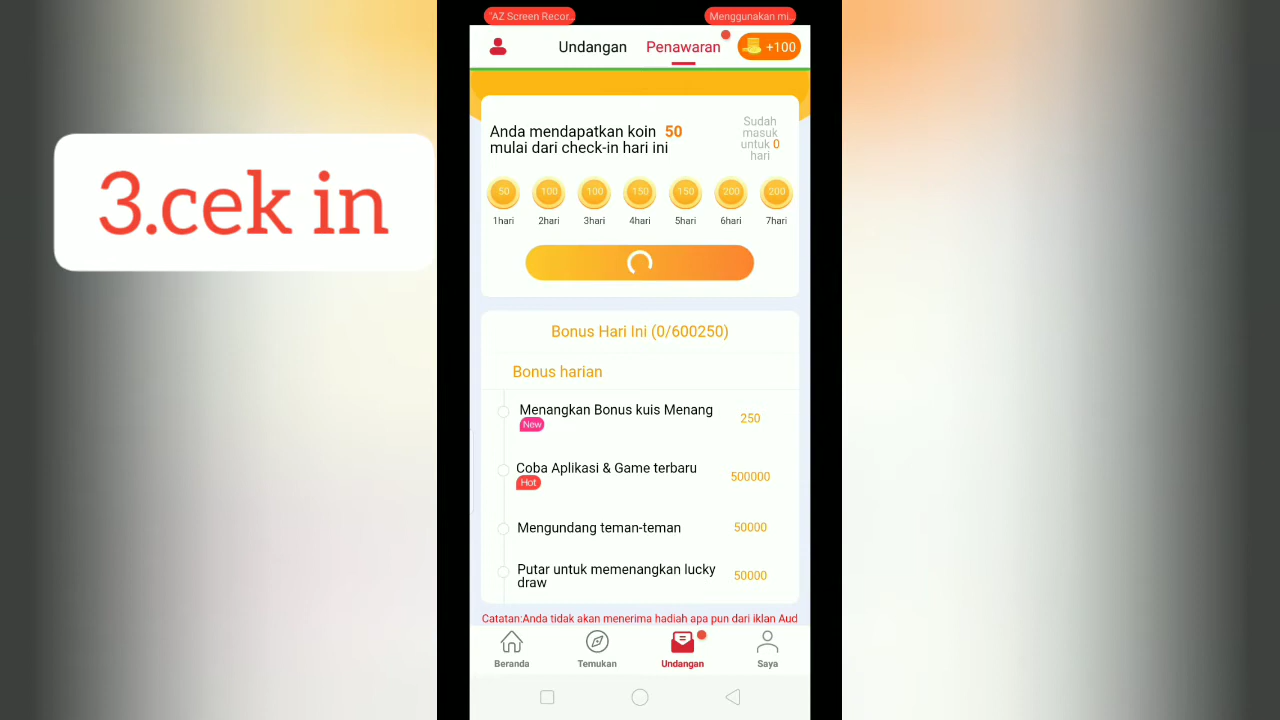 AZ Screen Recor..
Menggunakan mi..
Undangan
Penawaran
+100
3.cek in
Anda mendapatkan koin 50
mulai dari check-in hari ini
Sudah
masuk
untuk 0
hari
50
100
100
150
150
200
200
1hari
2hari
3hari
4hari
5hari
6hari
7hari
Bonus Hari Ini (0/600250)
Bonus harian
Menangkan Bonus kuis Menang
New
250
Coba Aplikasi & Game terbaru
Hot
500000
Mengundang teman-teman
50000
Putar untuk memenangkan lucky
draw
50000
Catatan:Anda tidak akan menerima hadiah apa pun dari iklan Aud
Beranda
Temukan
Undangan
Saya